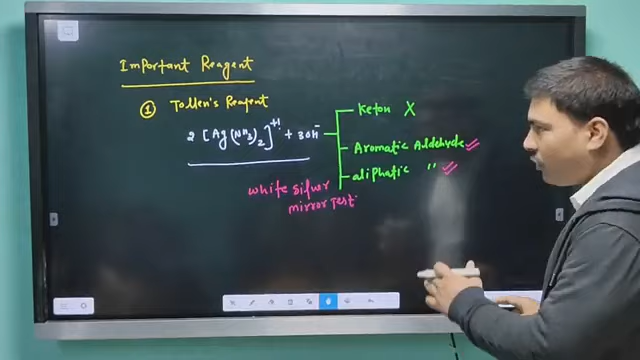 Important Reagent
① Tollen's Reagent
2 [Ag(NH3)2]+1 + 3OH-
Keton X
Aromatic Aldehyde ✓
aliphatic " ✓
white silver
mirror Test